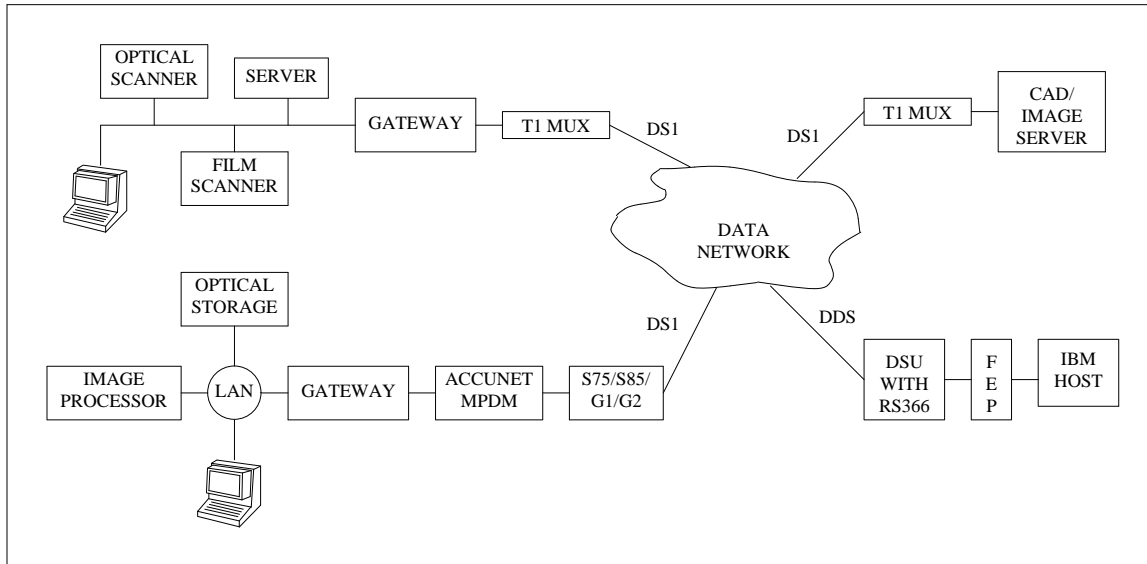 OPTICAL
SCANNER
SERVER
GATEWAY
T1 MUX
DS1
FILM
SCANNER
DS1
T1 MUX
CAD/
IMAGE
SERVER
DATA
NETWORK
OPTICAL
STORAGE
IMAGE
PROCESSOR
LAN
GATEWAY
ACCUNET
MPDM
S75/S85/
G1/G2
DS1
DDS
DSU
WITH
RS366
F
E
P
IBM
HOST